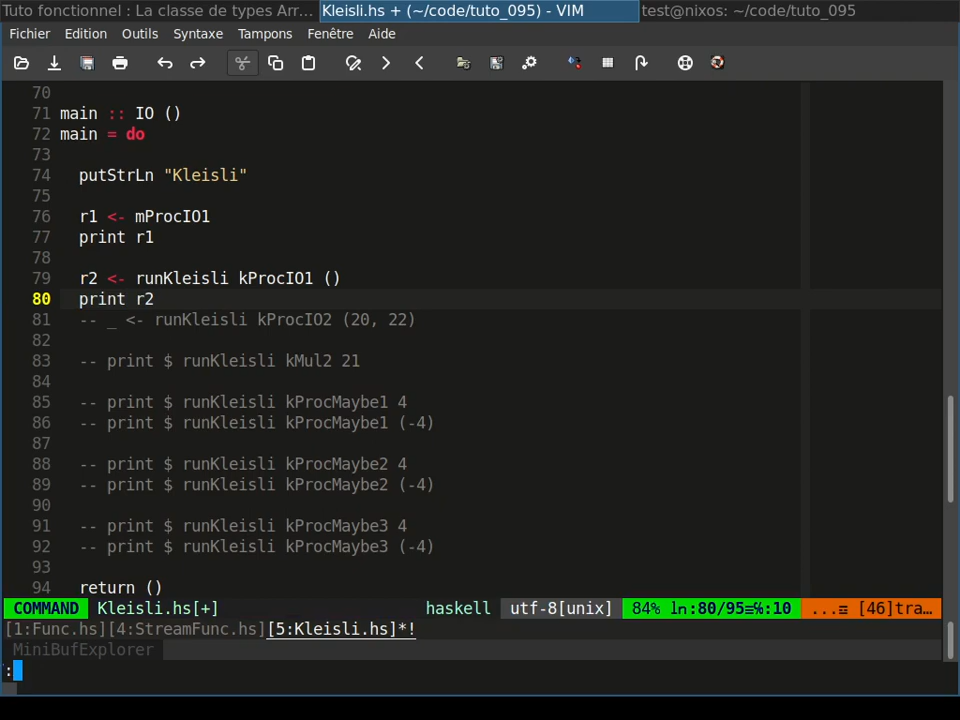 Tuto fonctionnel : La classe de types Arr... Kleisli.hs + (~/code/tuto_095) - VIM test@nixos: ~/code/tuto_095
Fichier Edition Outils Syntaxe Tampons Fenêtre Aide
70
71 main :: IO ()
72 main = do
73
74   putStrLn "Kleisli"
75
76   r1 <- mProcIO1
77   print r1
78
79   r2 <- runKleisli kProcIO1 ()
80   print r2
81   -- _ <- runKleisli kProcIO2 (20, 22)
82
83   -- print $ runKleisli kMul2 21
84
85   -- print $ runKleisli kProcMaybe1 4
86   -- print $ runKleisli kProcMaybe1 (-4)
87
88   -- print $ runKleisli kProcMaybe2 4
89   -- print $ runKleisli kProcMaybe2 (-4)
90
91   -- print $ runKleisli kProcMaybe3 4
92   -- print $ runKleisli kProcMaybe3 (-4)
93
94   return ()
COMMAND Kleisli.hs[+] haskell utf-8[unix] 84% ln:80/95≡℅:10 ...☲ [46]tra…
[1:Func.hs][4:StreamFunc.hs][5:Kleisli.hs]*!
MiniBufExplorer
: